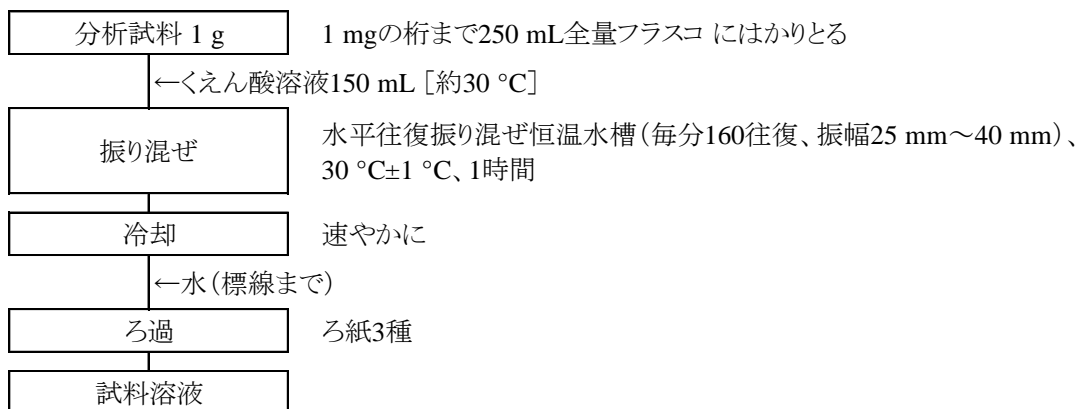 分析試料 1 g 1 mgの桁まで250 mL全量フラスコ にはかりとる
←くえん酸溶液150 mL [約30 °C]
振り混ぜ 水平往復振り混ぜ恒温水槽(毎分160往復、振幅25 mm～40 mm)、
30 °C±1 °C、1時間
冷却 速やかに
←水(標線まで)
ろ過 ろ紙3種
試料溶液